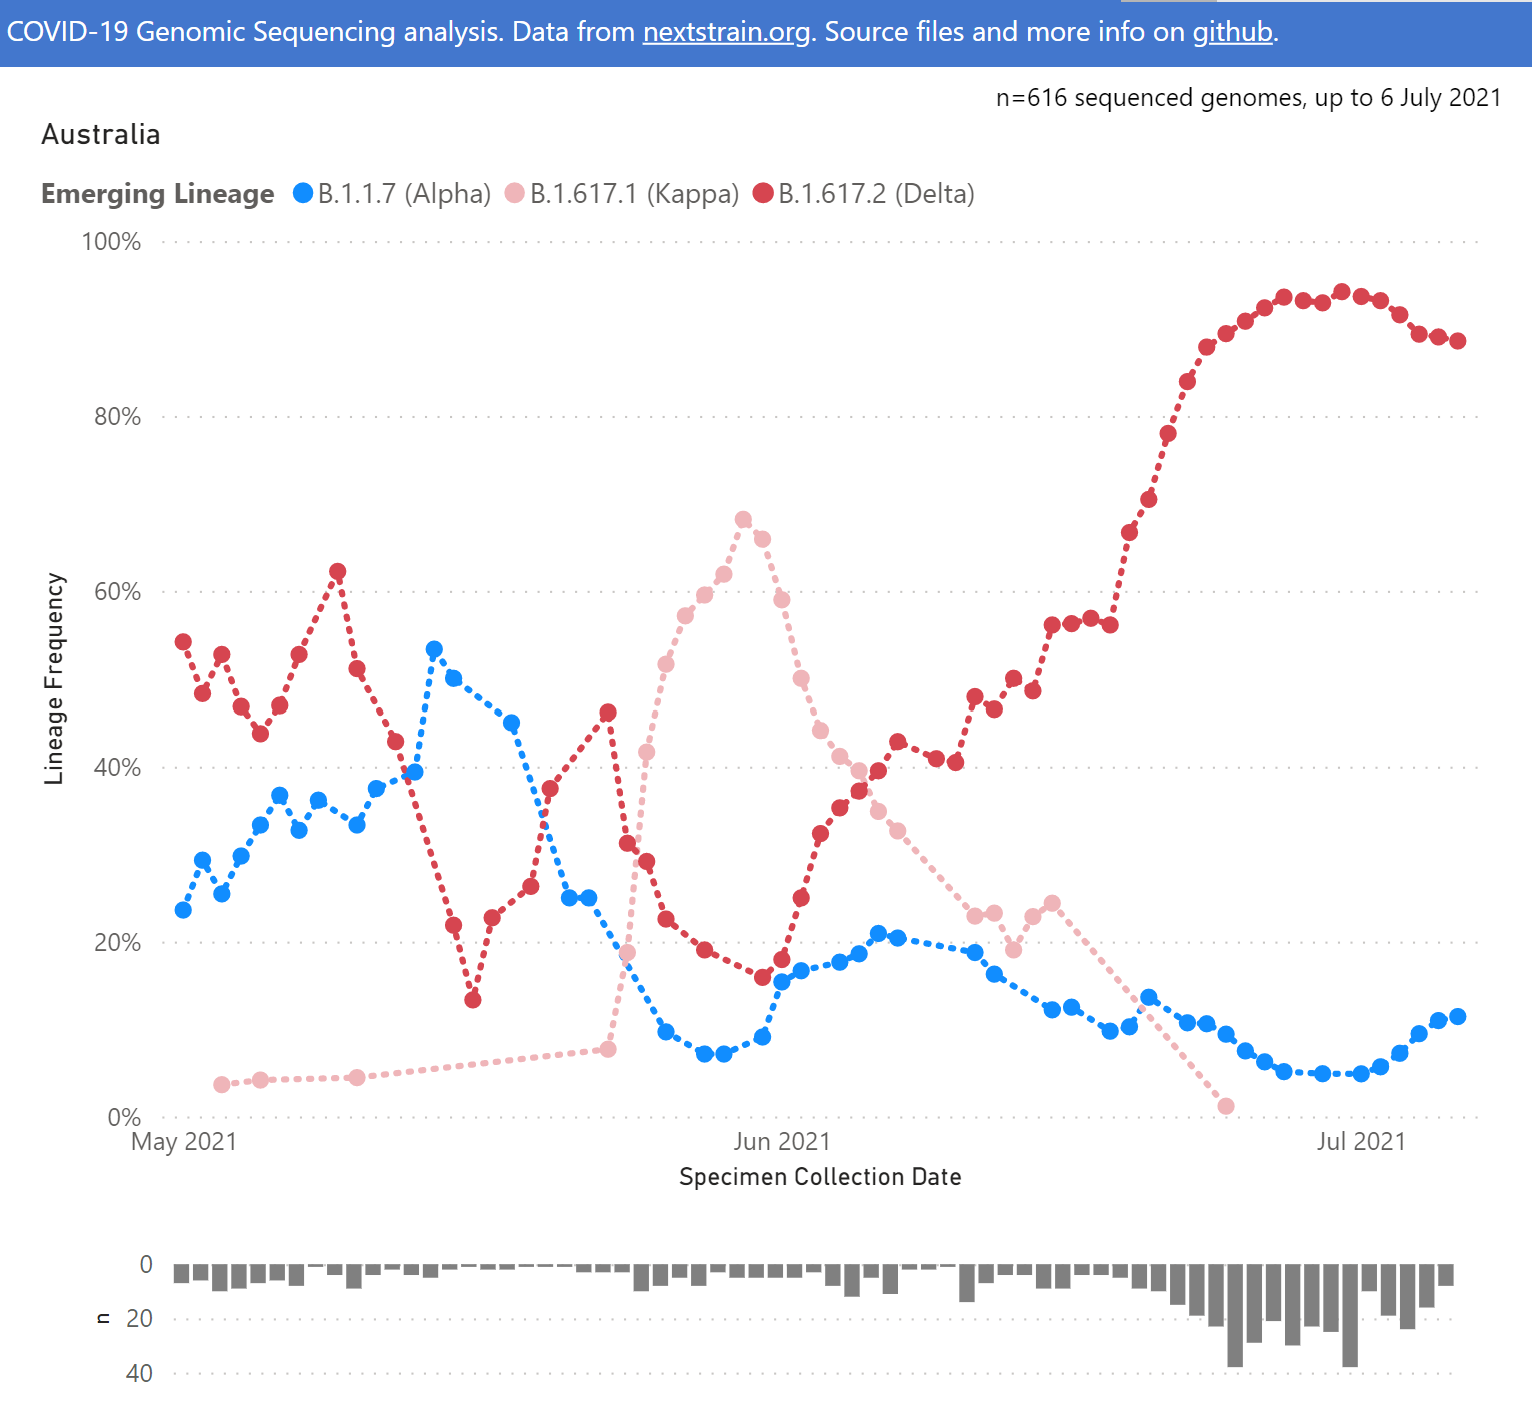 COVID-19 Genomic Sequencing analysis. Data from nextstrain.org. Source files and more info on github.
n=616 sequenced genomes, up to 6 July 2021
Australia
Emerging Lineage B.1.1.7 (Alpha) B.1.617.1 (Kappa) B.1.617.2 (Delta)
100%
80%
60%
40%
20%
0%
Lineage Frequency
May 2021 Jun 2021 Jul 2021
Specimen Collection Date
0
20
40
n